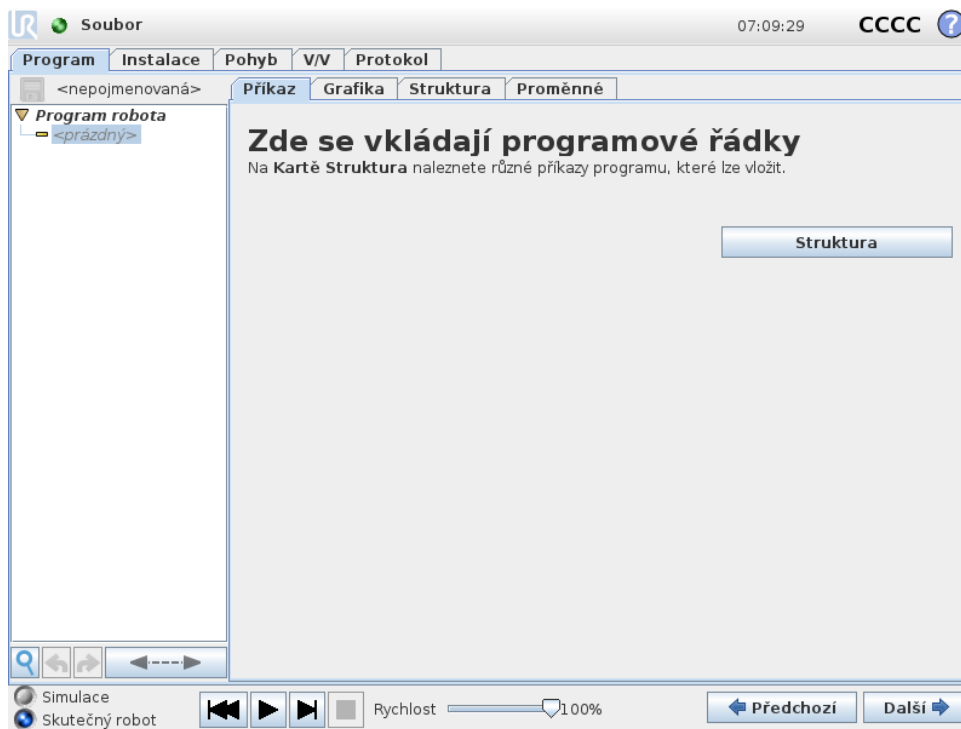 UR Soubor 07:09:29 CCCC ?
Program Instalace Pohyb V/V Protokol
<nepojmenovaná> Příkaz Grafika Struktura Proměnné
Program robota
<prázdný>
Zde se vkládají programové řádky
Na Kartě Struktura naleznete různé příkazy programu, které lze vložit.
Struktura
Simulace
Skutečný robot
Rychlost 100%
Předchozí Další